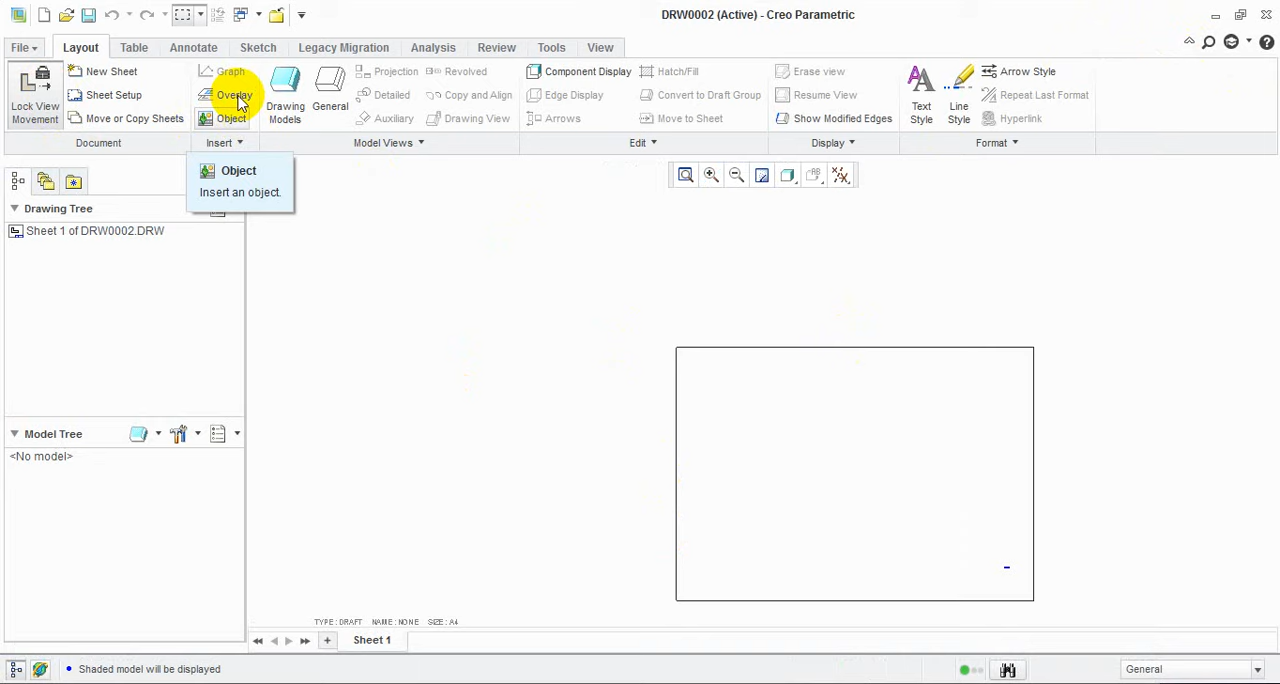 DRW0002 (Active) - Creo Parametric
File Layout Table Annotate Sketch Legacy Migration Analysis Review Tools View
Lock View Movement
New Sheet
Sheet Setup
Move or Copy Sheets
Document
Graph
Overlay
Object
Insert
Drawing Models
General
Projection
Detailed
Auxiliary
Revolved
Copy and Align
Drawing View
Model Views
Component Display
Edge Display
Arrows
Hatch/Fill
Convert to Draft Group
Move to Sheet
Edit
Erase view
Resume View
Show Modified Edges
Display
Text Style
Line Style
Arrow Style
Repeat Last Format
Hyperlink
Format
Object
Insert an object.
Drawing Tree
Sheet 1 of DRW0002.DRW
Model Tree
<No model>
TYPE:DRAFT NAME:NONE SIZE:A4
Sheet 1
Shaded model will be displayed
General